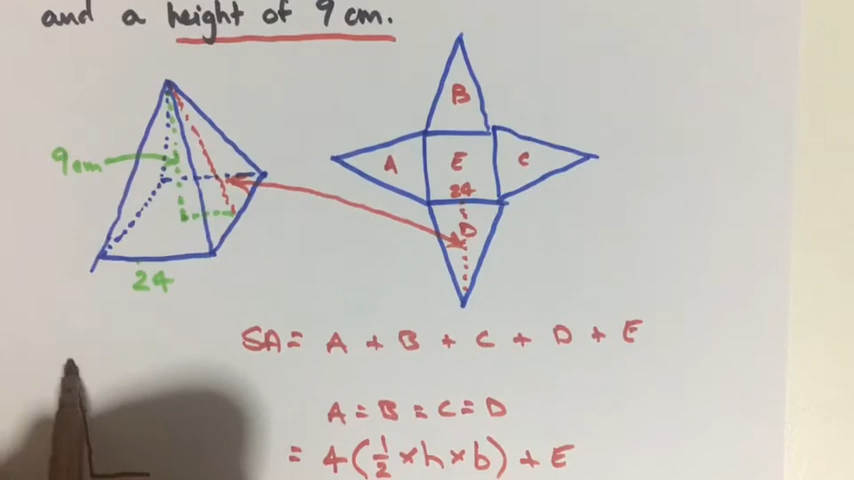 and a height of 9 cm.
B
9cm
A
E
C
24
D
24
SA = A + B + C + D + E
A = B = C = D
= 4(1/2 × h × b) + E